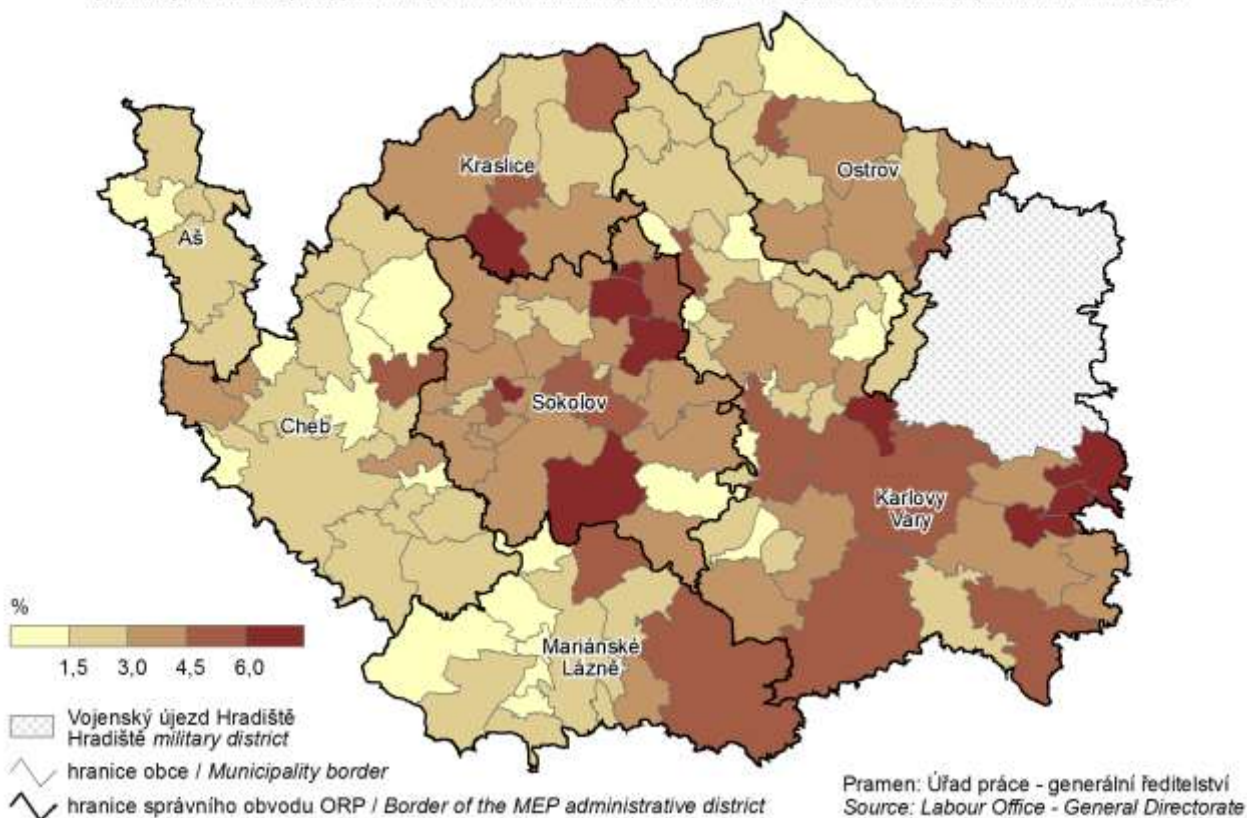 Kraslice
Ostrov
Aš
Cheb
Sokolov
Karlovy
Vary
Mariánské
Lázně
%
1,5 3,0 4,5 6,0
Vojenský újezd Hradiště
Hradiště military district
hranice obce / Municipality border
hranice správního obvodu ORP / Border of the MEP administrative district
Pramen: Úřad práce - generální ředitelství
Source: Labour Office - General Directorate